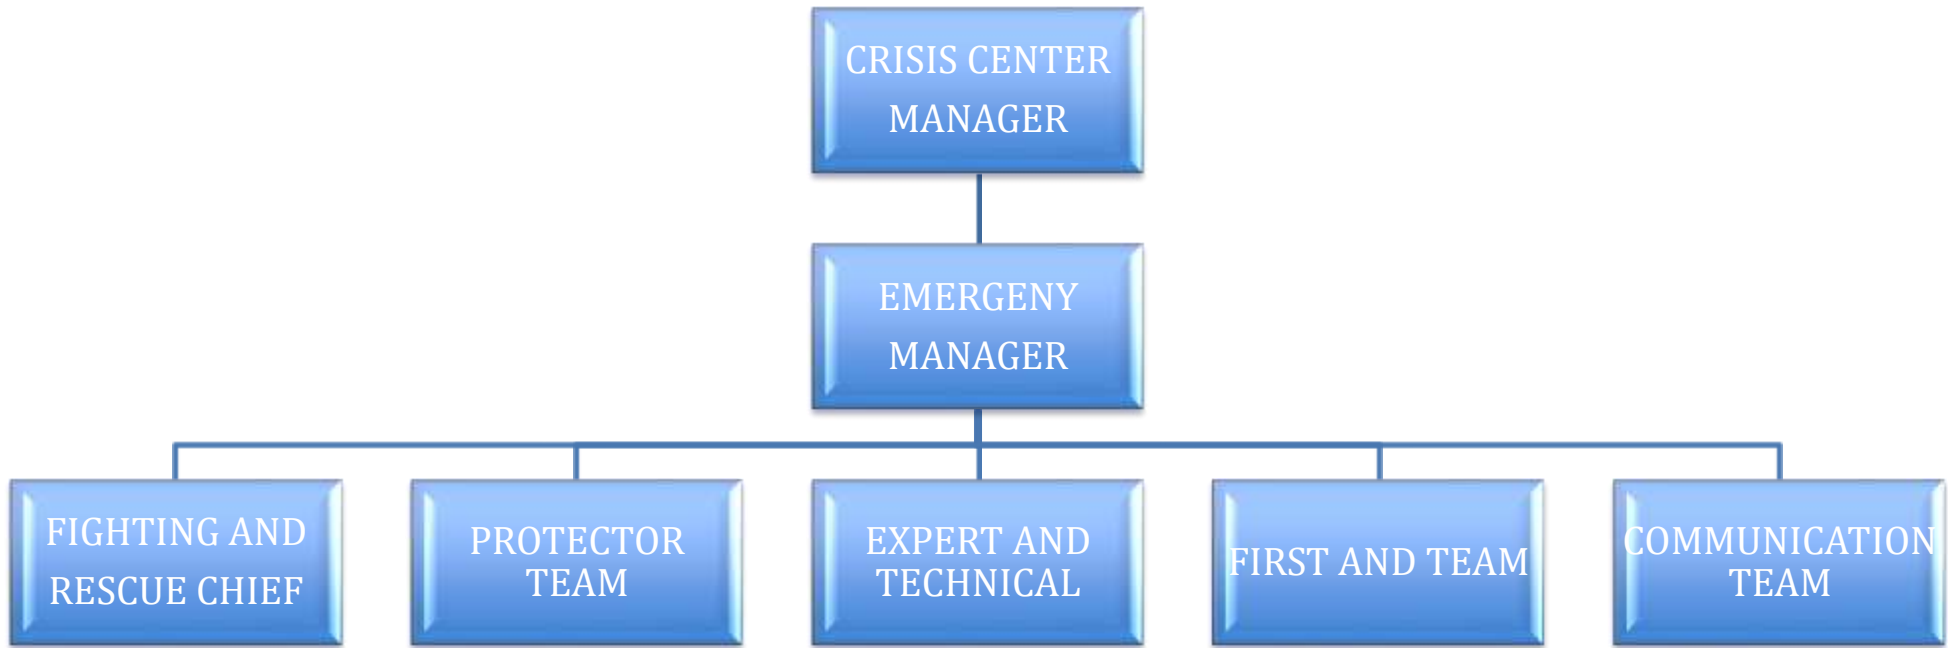 CRISIS CENTER
MANAGER
EMERGENY
MANAGER
FIGHTING AND
RESCUE CHIEF
PROTECTOR
TEAM
EXPERT AND
TECHNICAL
FIRST AND TEAM
COMMUNICATION
TEAM